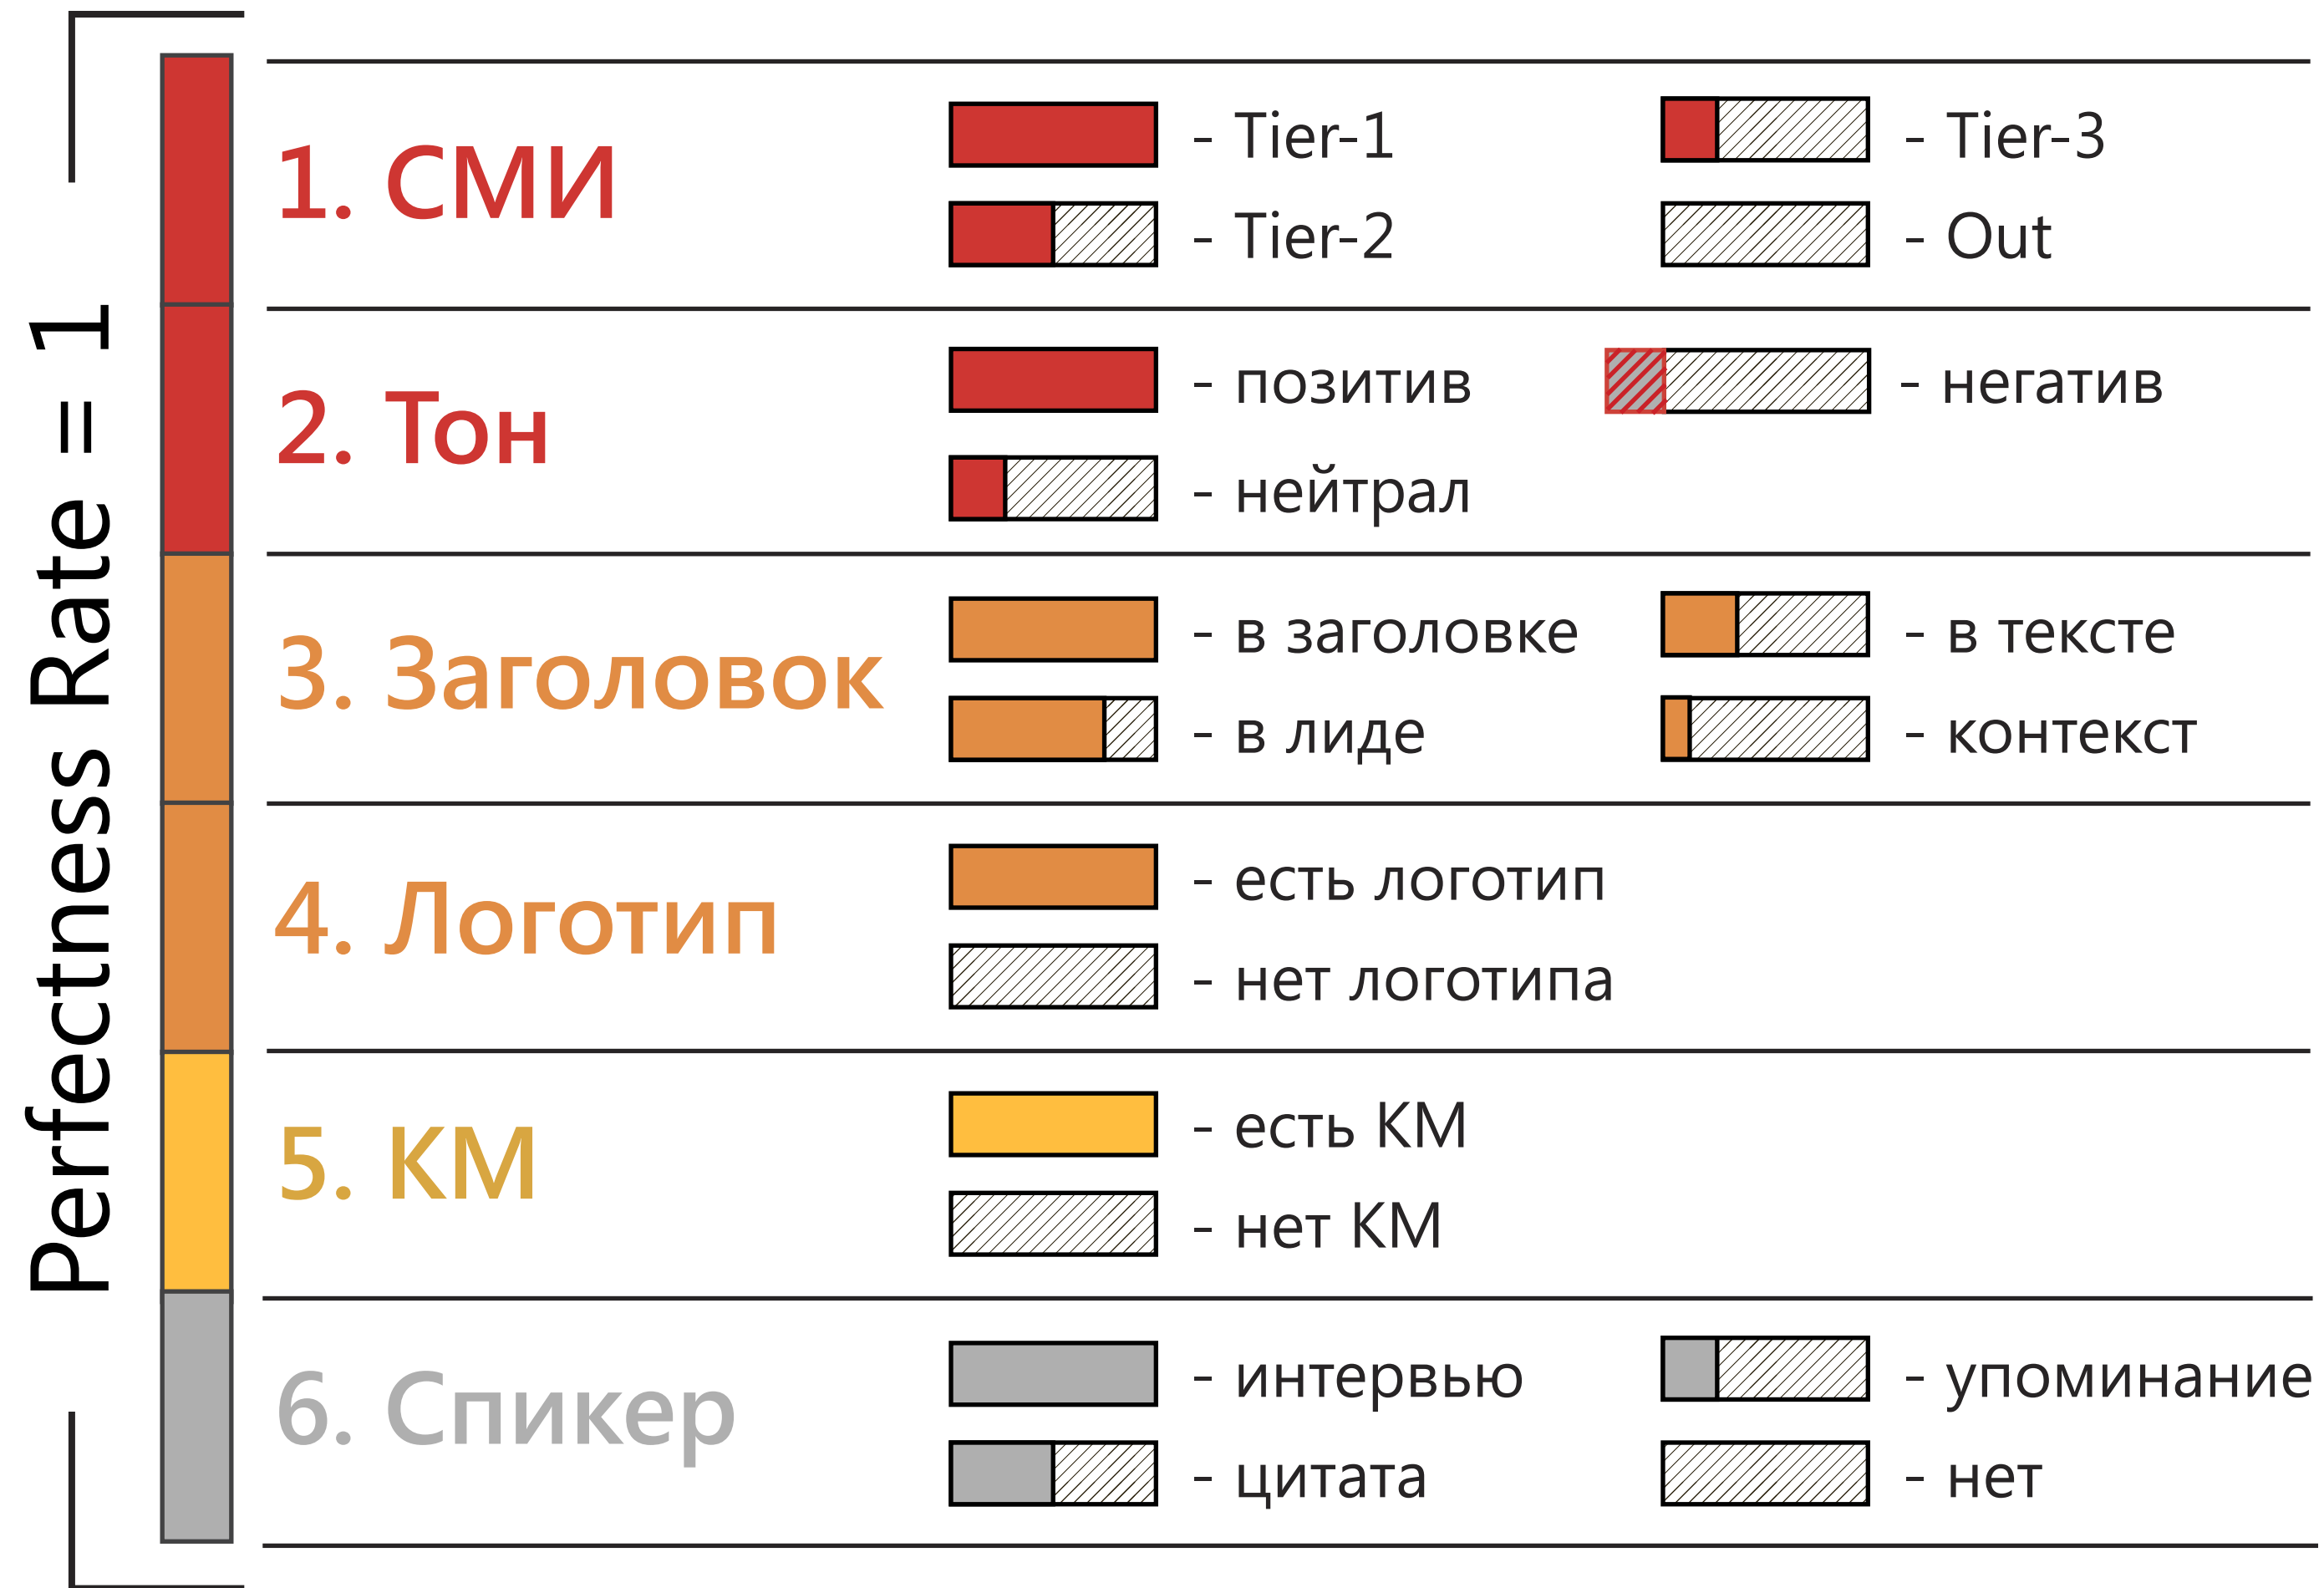 Perfectness Rate = 1
1. СМИ
- Tier-1
- Tier-3
- Tier-2
- Out
2. Тон
- позитив
- негатив
- нейтрал
3. Заголовок
- в заголовке
- в тексте
- в лиде
- контекст
4. Логотип
- есть логотип
- нет логотипа
5. КМ
- есть КМ
- нет КМ
6. Спикер
- интервью
- упоминание
- цитата
- нет